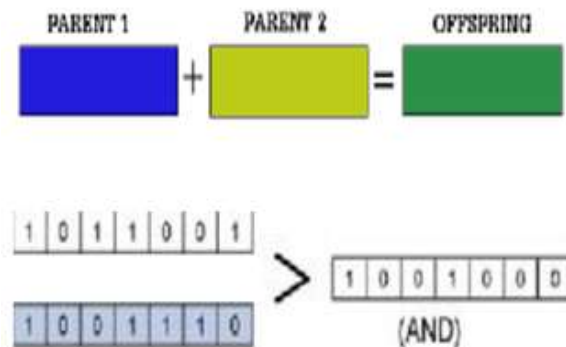 PARENT 1 PARENT 2 OFFSPRING
+ =
1 0 1 1 0 0 1
> 1 0 0 1 0 0 0
1 0 0 1 1 1 0
(AND)